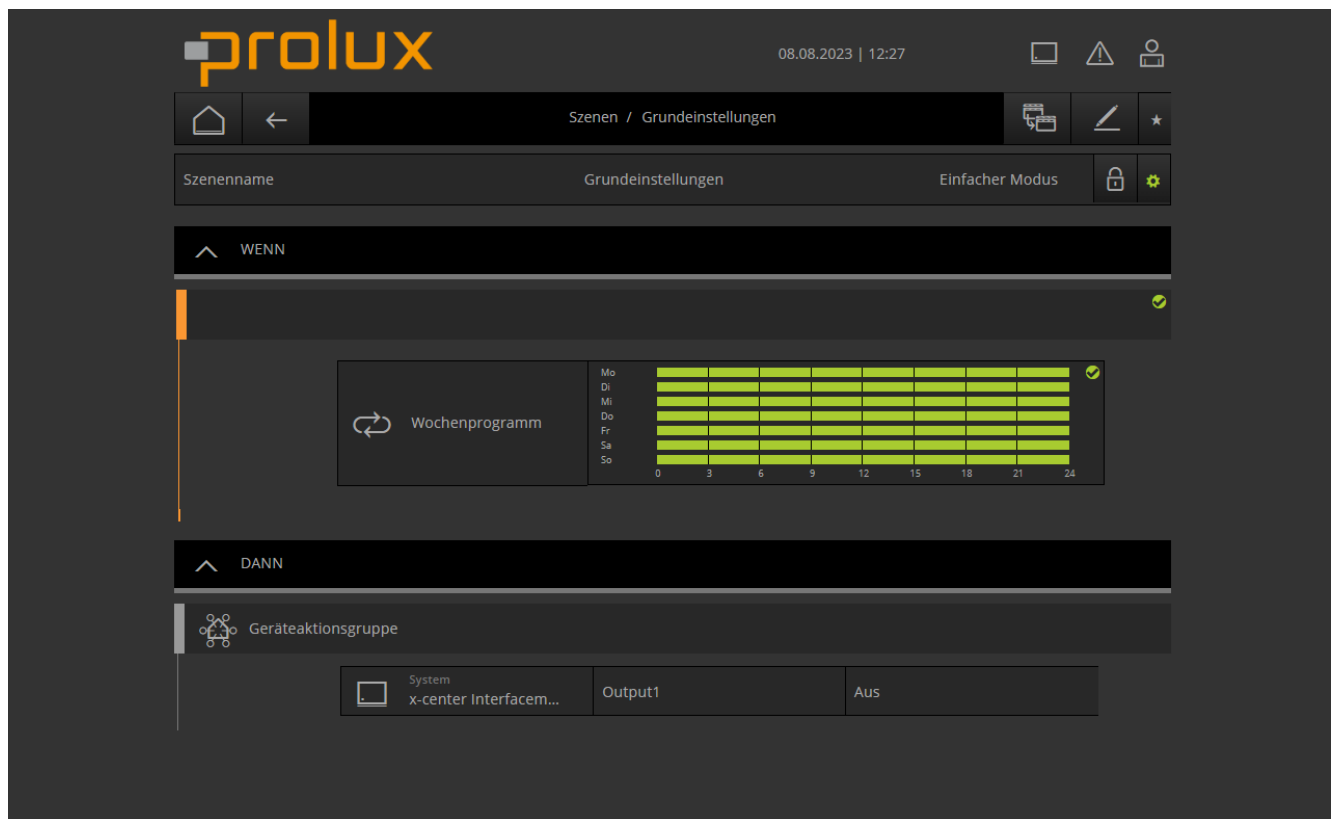 prolux
08.08.2023 | 12:27
Szenen / Grundeinstellungen
Szenenname Grundeinstellungen Einfacher Modus
WENN
Wochenprogramm
Mo
Di
Mi
Do
Fr
Sa
So
0 3 6 9 12 15 18 21 24
DANN
Geräteaktionsgruppe
System
x-center Interfacem... Output1 Aus